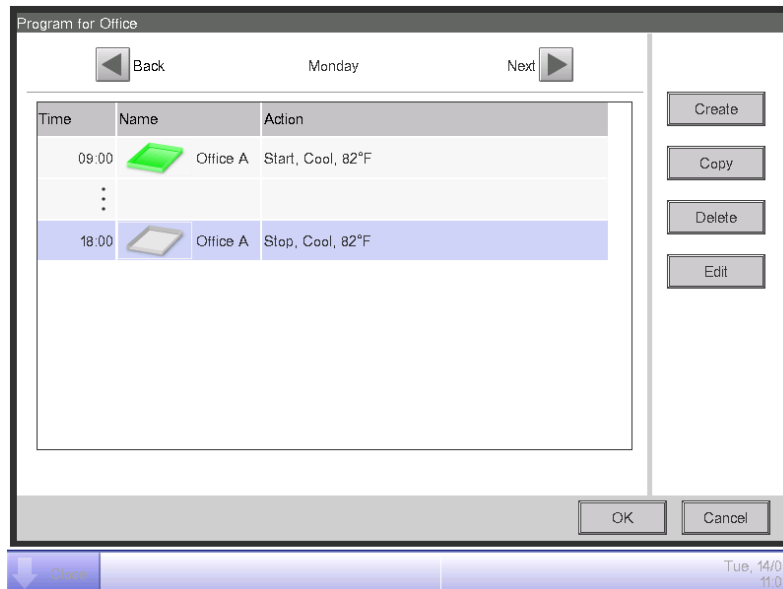 Program for Office
Back Monday Next
Time Name Action
09:00 Office A Start, Cool, 82°F
18:00 Office A Stop, Cool, 82°F
Create
Copy
Delete
Edit
OK Cancel
Close
Tue, 14/0
11:0